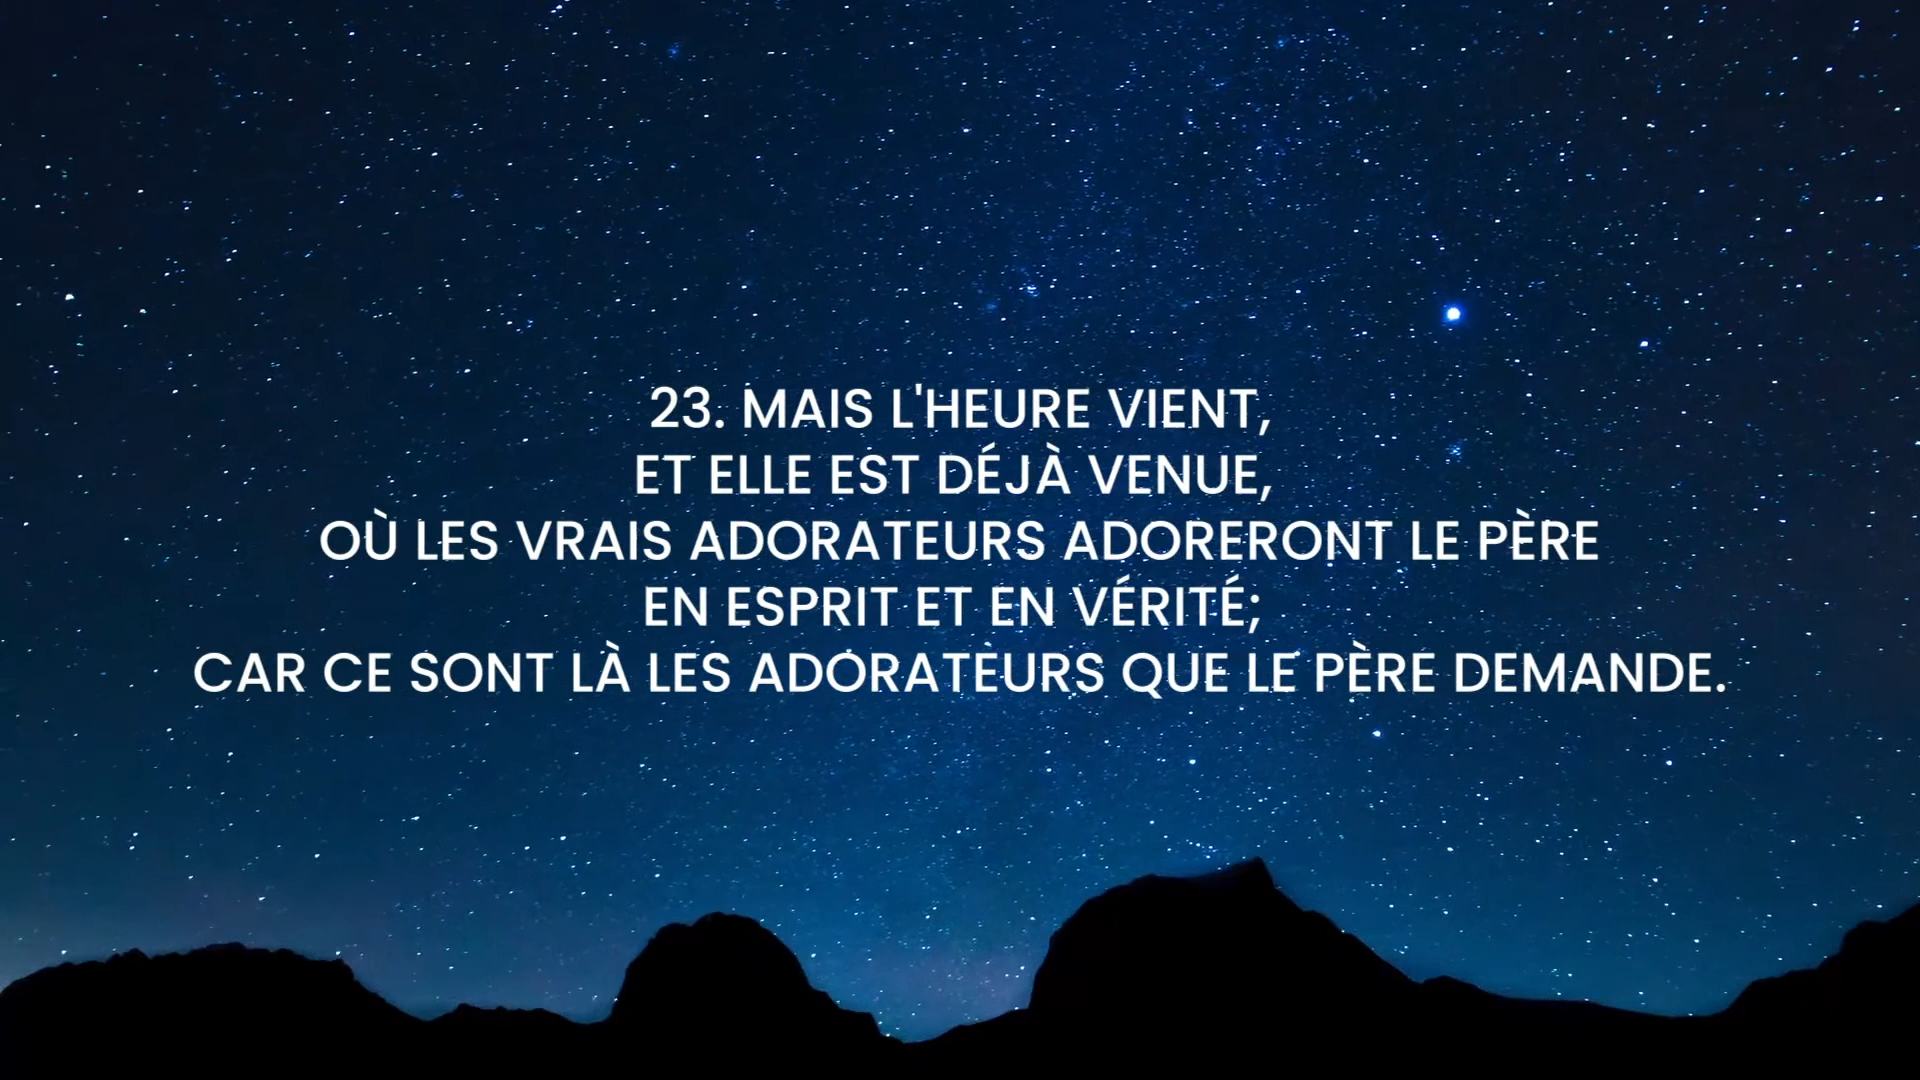 23. MAIS L'HEURE VIENT,
ET ELLE EST DÉJÀ VENUE,
OÙ LES VRAIS ADORATEURS ADORERONT LE PÈRE
EN ESPRIT ET EN VÉRITÉ;
CAR CE SONT LÀ LES ADORATEURS QUE LE PÈRE DEMANDE.